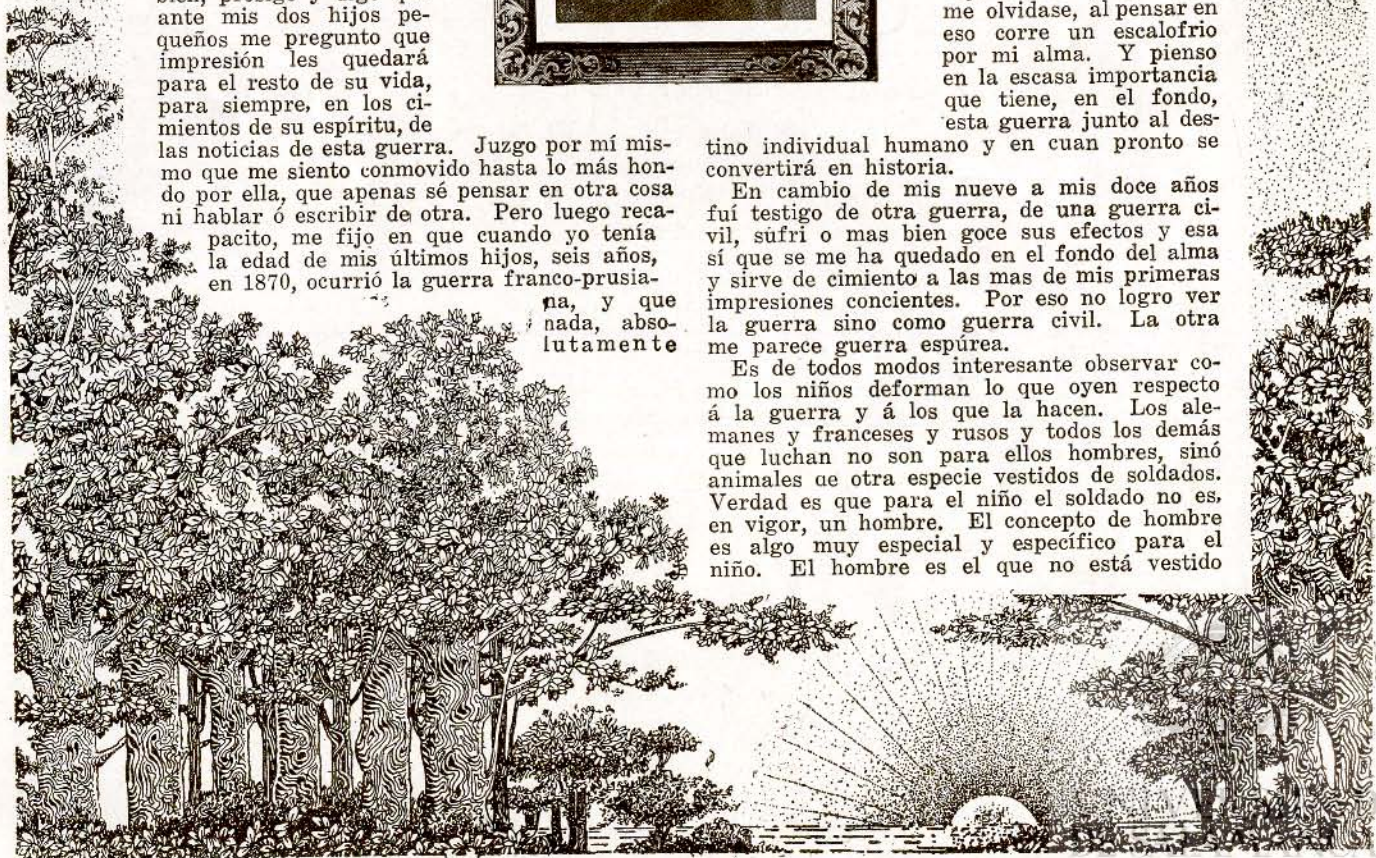 ante mis dos hijos pe-
queños me pregunto que
impresión les quedará
para el resto de su vida,
para siempre, en los ci-
mientos de su espíritu, de
las noticias de esta guerra. Juzgo por mí mis-
mo que me siento conmovido hasta lo más hon-
do por ella, que apenas sé pensar en otra cosa
ni hablar ó escribir de otra. Pero luego reca-
pacito, me fijo en que cuando yo tenía
la edad de mis últimos hijos, seis años,
en 1870, ocurrió la guerra franco-prusia-
na, y que
nada, abso-
lutamente
me olvidase, al pensar en
eso corre un escalofrio
por mi alma. Y pienso
en la escasa importancia
que tiene, en el fondo,
esta guerra junto al des-
tino individual humano y en cuan pronto se
convertirá en historia.
En cambio de mis nueve a mis doce años
fuí testigo de otra guerra, de una guerra ci-
vil, sufri o mas bien goce sus efectos y esa
sí que se me ha quedado en el fondo del alma
y sirve de cimiento a las mas de mis primeras
impresiones concientes. Por eso no logro ver
la guerra sino como guerra civil. La otra
me parece guerra espúrea.
Es de todos modos interesante observar co-
mo los niños deforman lo que oyen respecto
á la guerra y á los que la hacen. Los ale-
manes y franceses y rusos y todos los demás
que luchan no son para ellos hombres, sinó
animales de otra especie vestidos de soldados.
Verdad es que para el niño el soldado no es,
en vigor, un hombre. El concepto de hombre
es algo muy especial y específico para el
niño. El hombre es el que no está vestido